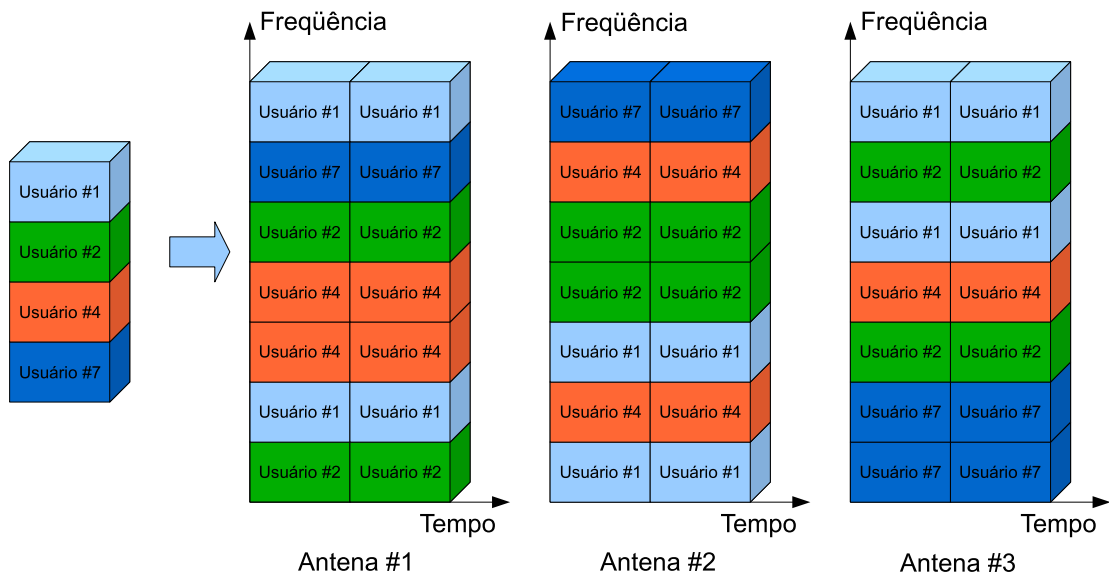 Freqüência
Freqüência
Freqüência
Usuário #1
Usuário #2
Usuário #4
Usuário #7
Usuário #1 Usuário #1
Usuário #7 Usuário #7
Usuário #2 Usuário #2
Usuário #4 Usuário #4
Usuário #4 Usuário #4
Usuário #1 Usuário #1
Usuário #2 Usuário #2
Tempo
Antena #1
Usuário #7 Usuário #7
Usuário #4 Usuário #4
Usuário #2 Usuário #2
Usuário #2 Usuário #2
Usuário #1 Usuário #1
Usuário #4 Usuário #4
Usuário #1 Usuário #1
Tempo
Antena #2
Usuário #1 Usuário #1
Usuário #2 Usuário #2
Usuário #1 Usuário #1
Usuário #4 Usuário #4
Usuário #2 Usuário #2
Usuário #7 Usuário #7
Usuário #7 Usuário #7
Tempo
Antena #3